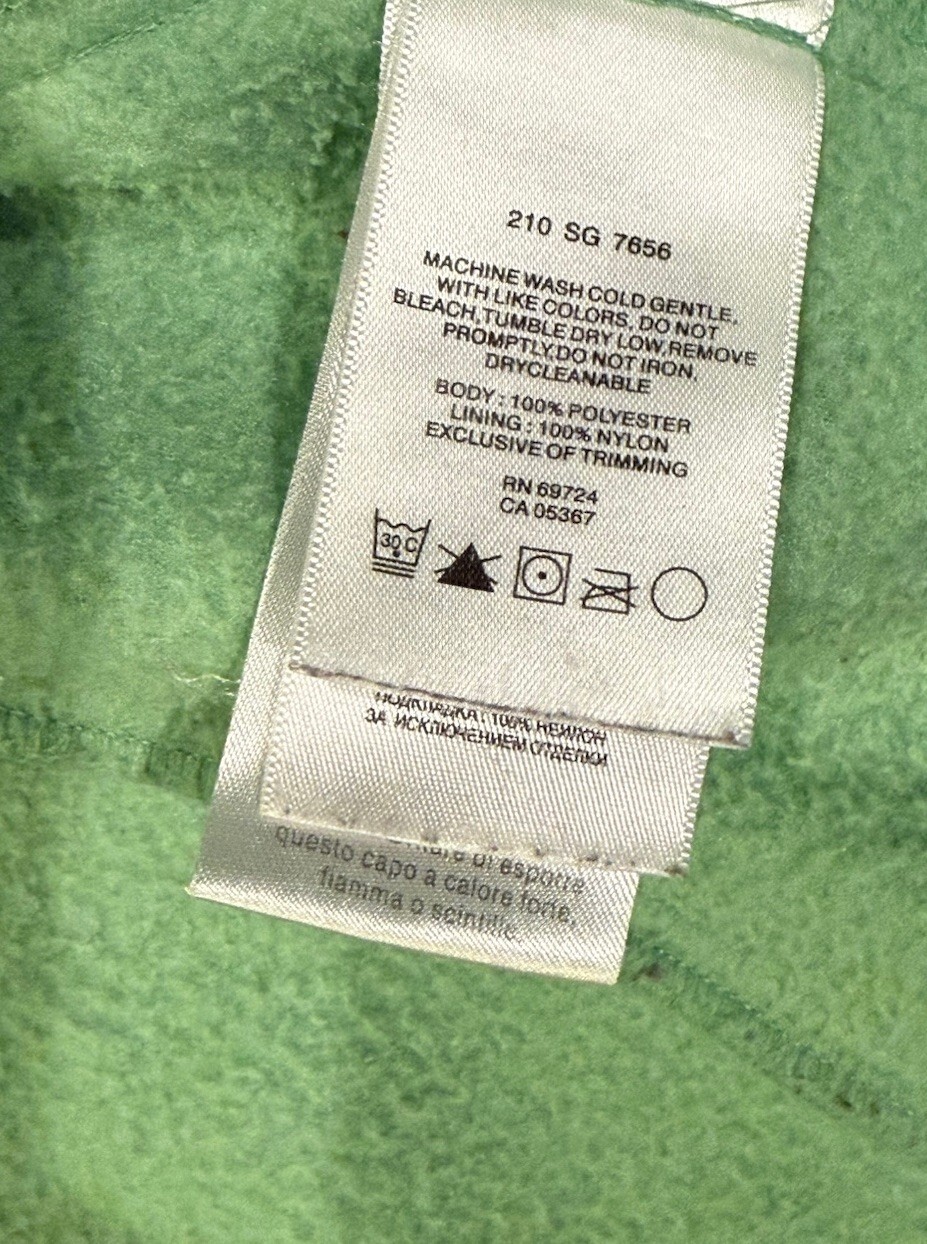 210 SG 7656
MACHINE WASH COLD GENTLE,
WITH LIKE COLORS, DO NOT
BLEACH,TUMBLE DRY LOW,REMOVE
PROMPTLY.DO NOT IRON,
DRYCLEANABLE
BODY : 100% POLYESTER
LINING : 100% NYLON
EXCLUSIVE OF TRIMMING
RN 69724
CA 05367
30 C
ПОДКЛАДКА : 100% НЕЙЛОН
ЗА ИСКЛЮЧЕНИЕМ ОТДЕЛКИ
di esporre
questo capo a calore forte,
fiamma o scintille.